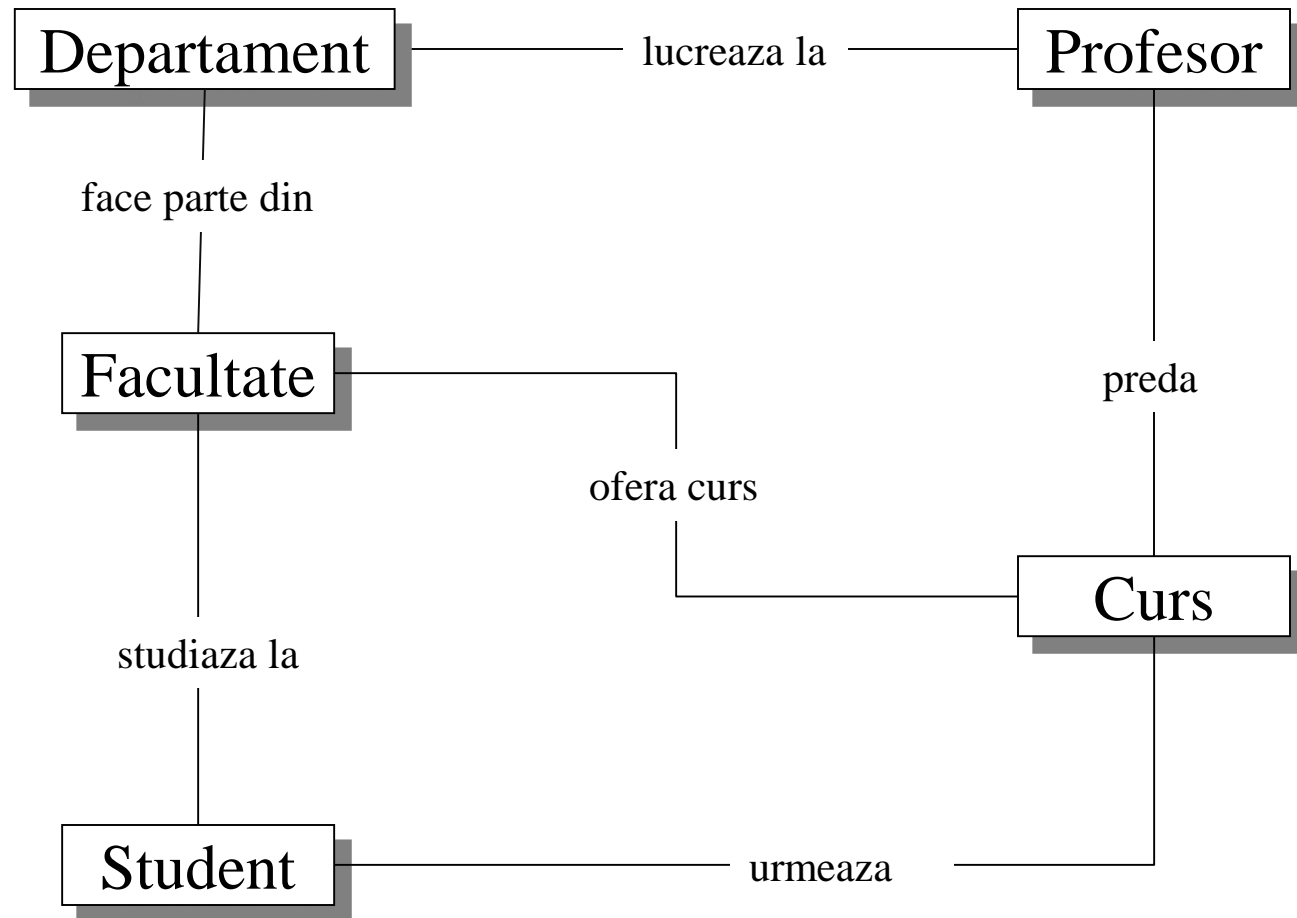 Departament
lucreaza la
Profesor
face parte din
Facultate
preda
ofera curs
Curs
studiaza la
Student
urmeaza